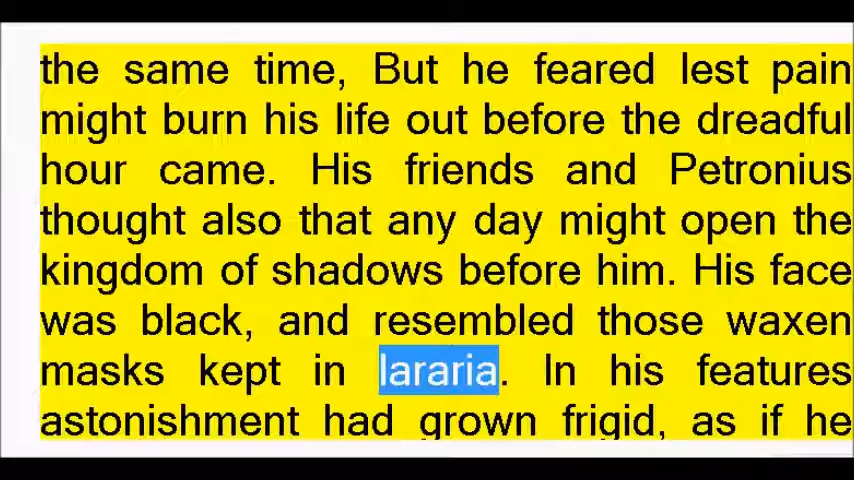 the same time, But he feared lest pain
might burn his life out before the dreadful
hour came. His friends and Petronius
thought also that any day might open the
kingdom of shadows before him. His face
was black, and resembled those waxen
masks kept in lararia. In his features
astonishment had grown frigid, as if he